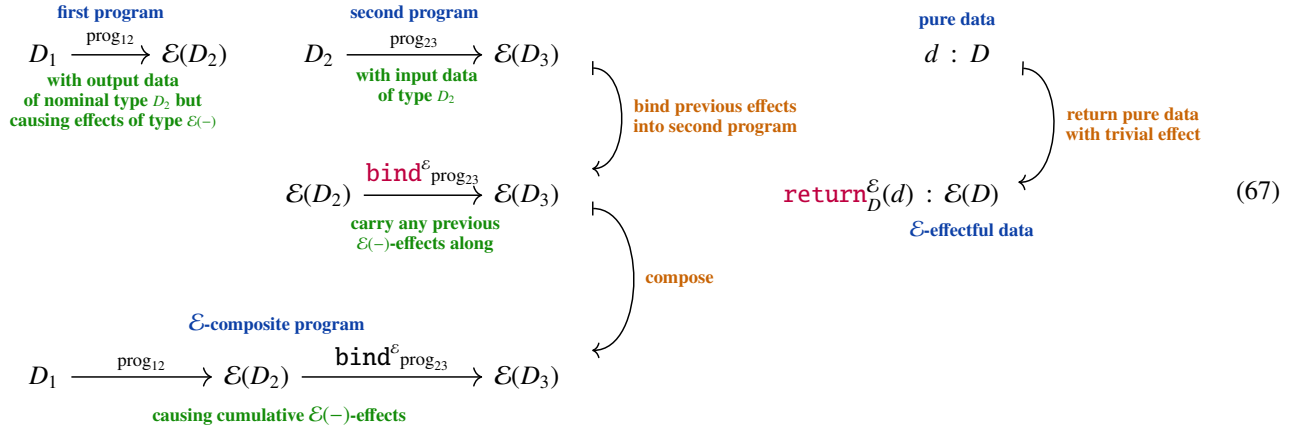 first program
prog₁₂
D₁ ⟶ ℰ(D₂)
with output data
of nominal type D₂ but
causing effects of type ℰ(−)
second program
prog₂₃
D₂ ⟶ ℰ(D₃)
with input data
of type D₂
bind previous effects
into second program
pure data
d : D
return pure data
with trivial effect
bind^ℰ prog₂₃
ℰ(D₂) ⟶ ℰ(D₃)
carry any previous
ℰ(−)-effects along
return^ℰ_D(d) : ℰ(D)
ℰ-effectful data
(67)
compose
ℰ-composite program
prog₁₂ bind^ℰ prog₂₃
D₁ ⟶ ℰ(D₂) ⟶ ℰ(D₃)
causing cumulative ℰ(−)-effects